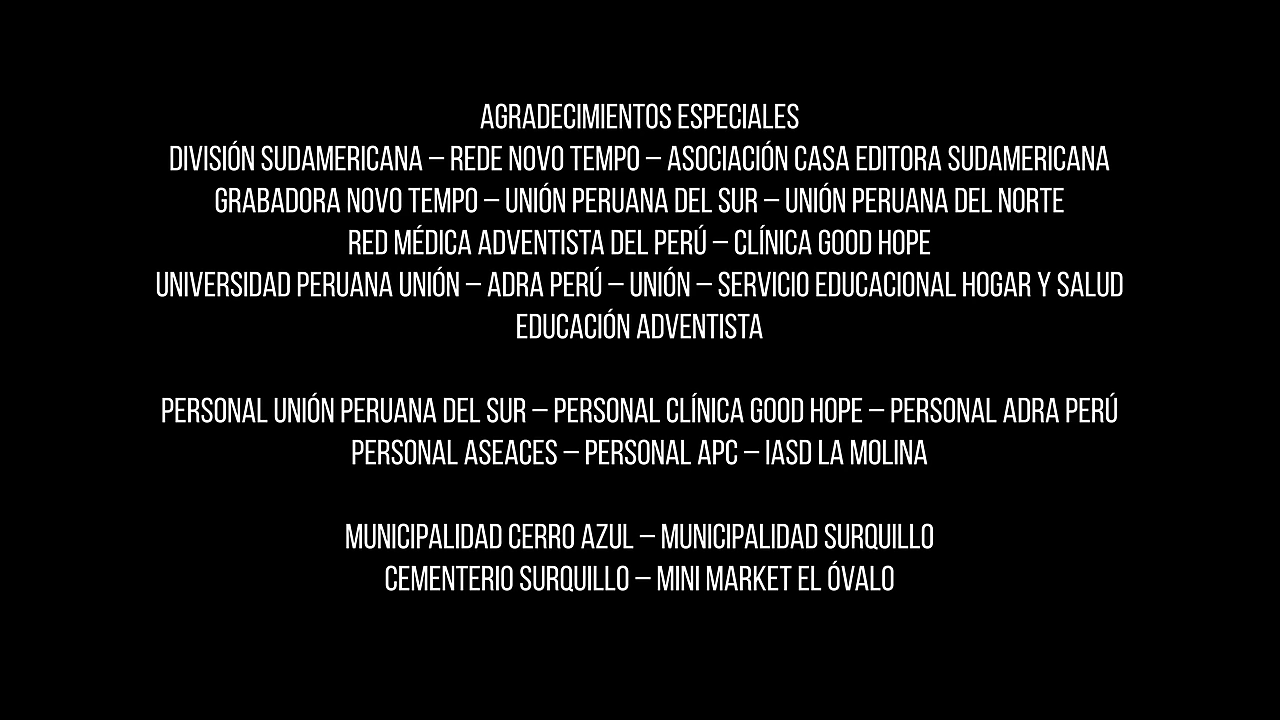 AGRADECIMIENTOS ESPECIALES
DIVISIÓN SUDAMERICANA – REDE NOVO TEMPO – ASOCIACIÓN CASA EDITORA SUDAMERICANA
GRABADORA NOVO TEMPO – UNIÓN PERUANA DEL SUR – UNIÓN PERUANA DEL NORTE
RED MÉDICA ADVENTISTA DEL PERÚ – CLÍNICA GOOD HOPE
UNIVERSIDAD PERUANA UNIÓN – ADRA PERÚ – UNIÓN – SERVICIO EDUCACIONAL HOGAR Y SALUD
EDUCACIÓN ADVENTISTA
PERSONAL UNIÓN PERUANA DEL SUR – PERSONAL CLÍNICA GOOD HOPE – PERSONAL ADRA PERÚ
PERSONAL ASEACES – PERSONAL APC – IASD LA MOLINA
MUNICIPALIDAD CERRO AZUL – MUNICIPALIDAD SURQUILLO
CEMENTERIO SURQUILLO – MINI MARKET EL ÓVALO